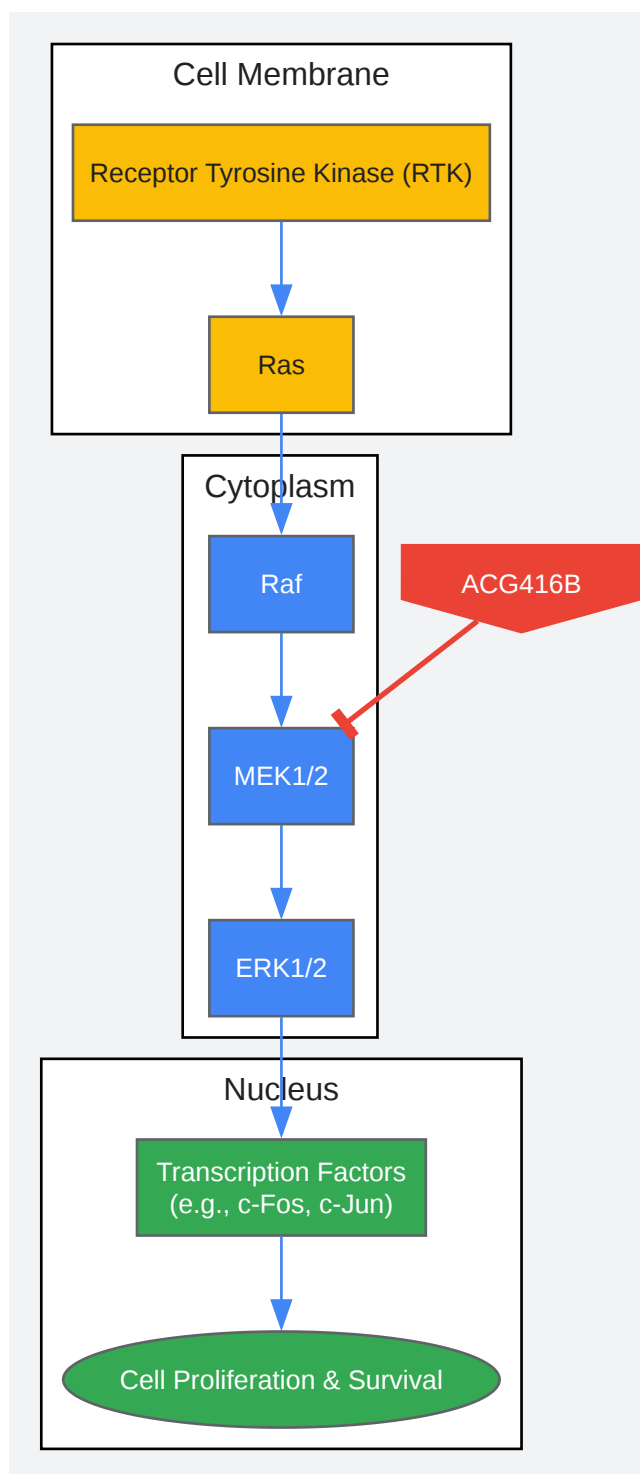 Cell Membrane
Receptor Tyrosine Kinase (RTK)
Ras
Cytoplasm
Raf
ACG416B
MEK1/2
ERK1/2
Nucleus
Transcription Factors
(e.g., c-Fos, c-Jun)
Cell Proliferation & Survival